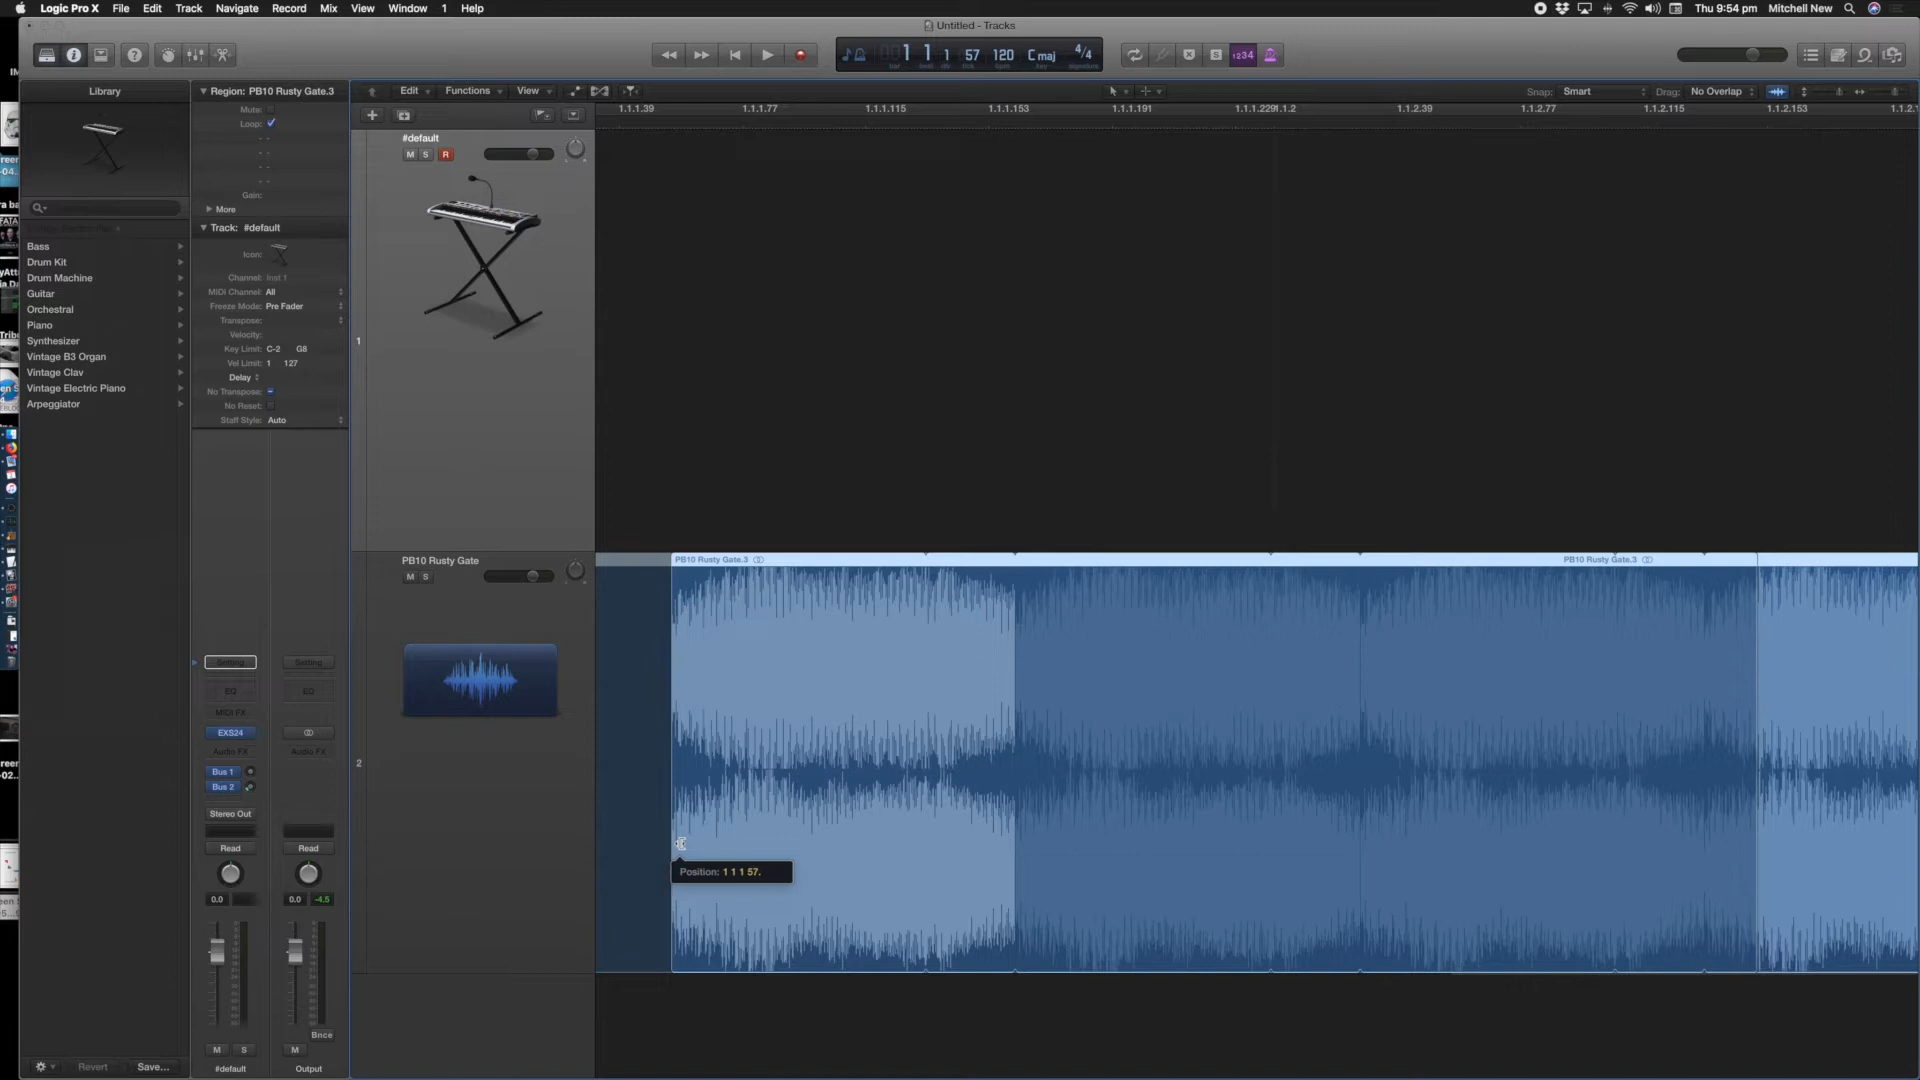 Logic Pro X File Edit Track Navigate Record Mix View Window 1 Help
Thu 9:54 pm Mitchell New
Untitled - Tracks
1 1 1 57 120 C maj 4/4
bar beat div tick bpm key signature
1234
Library
Region: PB10 Rusty Gate.3
Edit Functions View
Snap: Smart Drag: No Overlap
Mute:
Loop:
Gain:
More
Track: #default
Icon:
Channel: Inst 1
MIDI Channel: All
Freeze Mode: Pre Fader
Transpose:
Velocity:
Key Limit: C-2 G8
Vel Limit: 1 127
Delay
No Transpose:
No Reset:
Staff Style: Auto
Bass
Drum Kit
Drum Machine
Guitar
Orchestral
Piano
Synthesizer
Vintage B3 Organ
Vintage Clav
Vintage Electric Piano
Arpeggiator
1.1.1.39 1.1.1.77 1.1.1.115 1.1.1.153 1.1.1.191 1.1.1.229 1.1.2 1.1.2.39 1.1.2.77 1.1.2.115 1.1.2.153
#default
M S R
1
PB10 Rusty Gate
M S
2
PB10 Rusty Gate.3
PB10 Rusty Gate.3
Position: 1 1 1 57.
Setting Setting
EQ EQ
MIDI FX
EXS24
Audio FX Audio FX
Bus 1
Bus 2
Stereo Out
Read Read
0.0 0.0 -4.5
Bnce
M S M
#default Output
Revert Save...